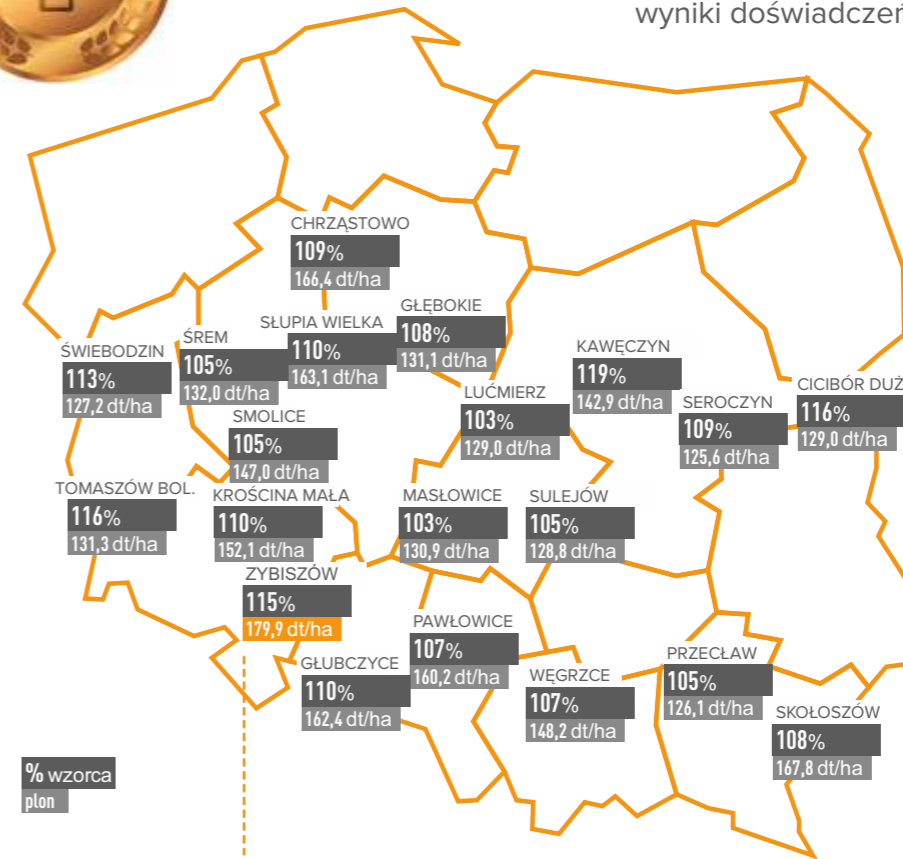 wyniki doświadczeń
CHRZĄSTOWO
109%
166,4 dt/ha
GŁĘBOKIE
108%
131,1 dt/ha
SŁUPIA WIELKA
110%
163,1 dt/ha
ŚREM
105%
132,0 dt/ha
ŚWIEBODZIN
113%
127,2 dt/ha
KAWĘCZYN
119%
142,9 dt/ha
CICIBÓR DUŻ
116%
129,0 dt/ha
LUĆMIERZ
103%
129,0 dt/ha
SEROCZYN
109%
125,6 dt/ha
SMOLICE
105%
147,0 dt/ha
TOMASZÓW BOL.
116%
131,3 dt/ha
KROŚCINA MAŁA
110%
152,1 dt/ha
MASŁOWICE
103%
130,9 dt/ha
SULEJÓW
105%
128,8 dt/ha
ZYBISZÓW
115%
179,9 dt/ha
PAWŁOWICE
107%
160,2 dt/ha
GŁUBCZYCE
110%
162,4 dt/ha
WĘGRZCE
107%
148,2 dt/ha
PRZECŁAW
105%
126,1 dt/ha
SKOŁOSZÓW
108%
167,8 dt/ha
% wzorca
plon